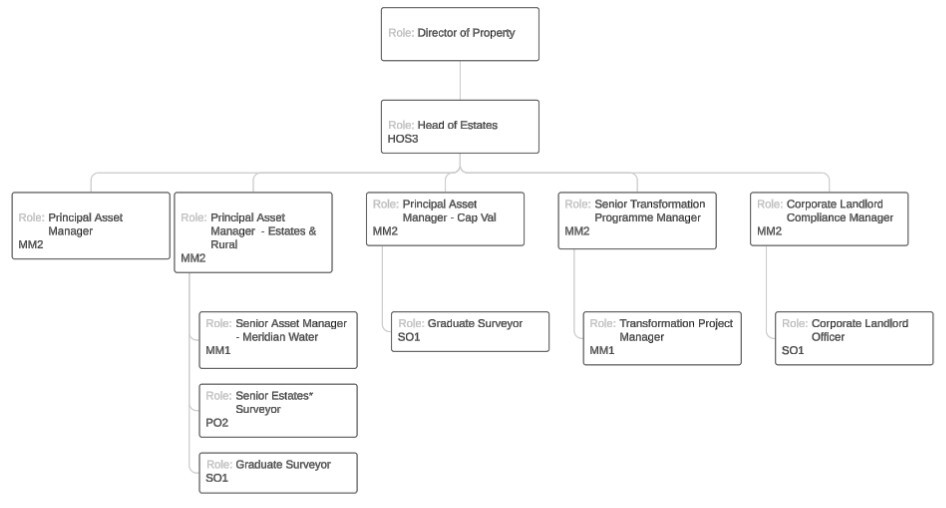 Role: Director of Property
Role: Head of Estates
HOS3
Role: Principal Asset
Manager
MM2
Role: Principal Asset
Manager - Estates &
Rural
MM2
Role: Principal Asset
Manager - Cap Val
MM2
Role: Senior Transformation
Programme Manager
MM2
Role: Corporate Landlord
Compliance Manager
MM2
Role: Senior Asset Manager
- Meridian Water
MM1
Role: Senior Estates"
Surveyor
PO2
Role: Graduate Surveyor
SO1
Role: Graduate Surveyor
SO1
Role: Transformation Project
Manager
MM1
Role: Corporate Landlord
Officer
SO1